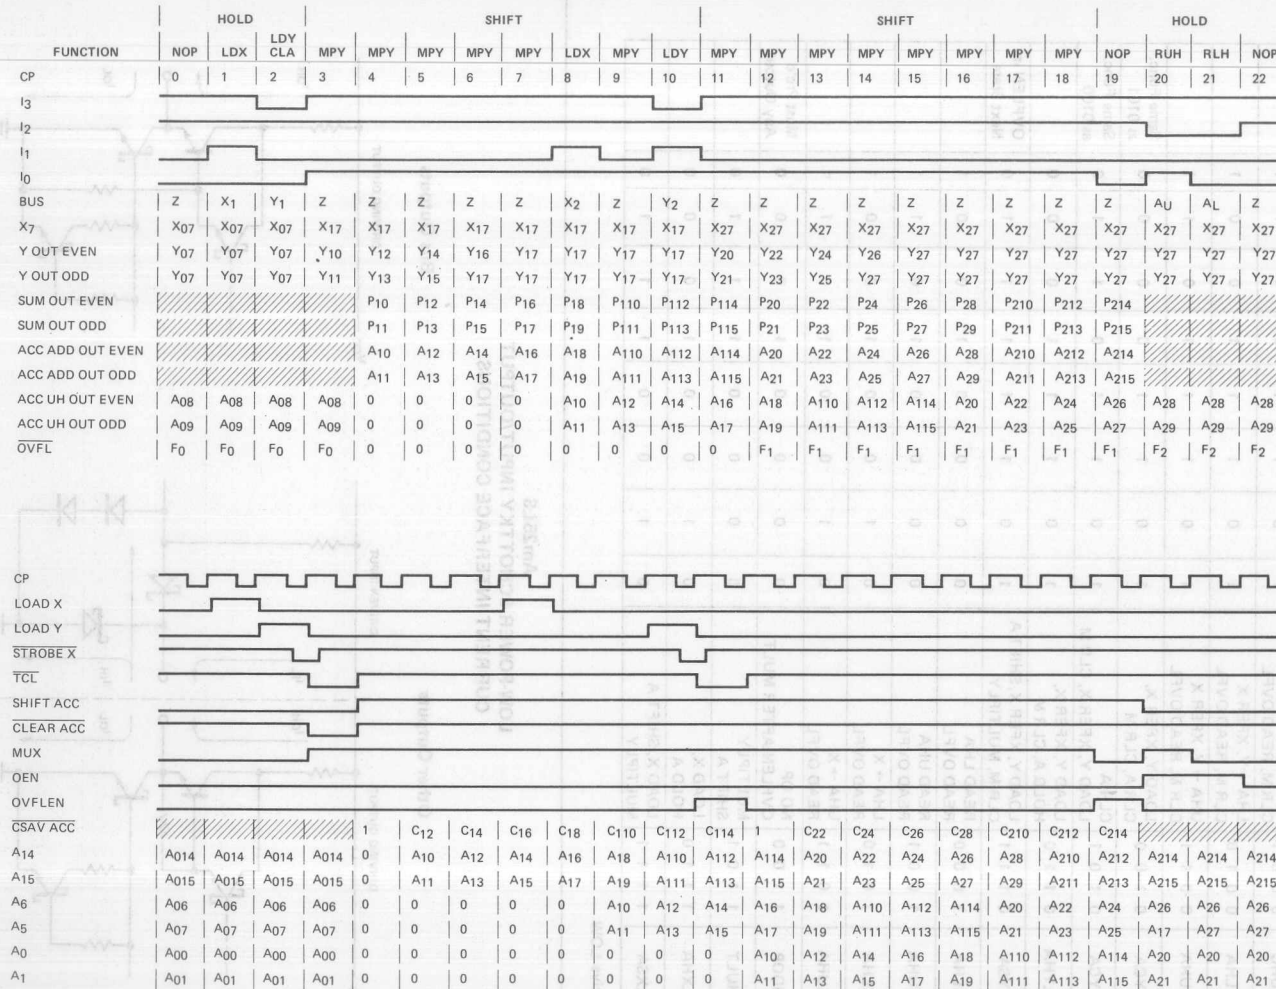 HOLD SHIFT SHIFT HOLD
FUNCTION NOP LDX LDY CLA MPY MPY MPY MPY MPY LDX MPY LDY MPY MPY MPY MPY MPY MPY MPY MPY NOP RUH RLH NOP
CP 0 1 2 3 4 5 6 7 8 9 10 11 12 13 14 15 16 17 18 19 20 21 22
I3
I2
I1
I0
BUS Z X1 Y1 Z Z Z Z Z X2 Z Y2 Z Z Z Z Z Z Z Z Z AU AL Z
X7 X07 X07 X07 X17 X17 X17 X17 X17 X17 X17 X17 X27 X27 X27 X27 X27 X27 X27 X27 X27 X27 X27 X27
Y OUT EVEN Y07 Y07 Y07 Y10 Y12 Y14 Y16 Y17 Y17 Y17 Y17 Y20 Y22 Y24 Y26 Y27 Y27 Y27 Y27 Y27 Y27 Y27 Y27
Y OUT ODD Y07 Y07 Y07 Y11 Y13 Y15 Y17 Y17 Y17 Y17 Y17 Y21 Y23 Y25 Y27 Y27 Y27 Y27 Y27 Y27 Y27 Y27 Y27
SUM OUT EVEN P10 P12 P14 P16 P18 P110 P112 P114 P20 P22 P24 P26 P28 P210 P212 P214
SUM OUT ODD P11 P13 P15 P17 P19 P111 P113 P115 P21 P23 P25 P27 P29 P211 P213 P215
ACC ADD OUT EVEN A10 A12 A14 A16 A18 A110 A112 A114 A20 A22 A24 A26 A28 A210 A212 A214
ACC ADD OUT ODD A11 A13 A15 A17 A19 A111 A113 A115 A21 A23 A25 A27 A29 A211 A213 A215
ACC UH OUT EVEN A08 A08 A08 A08 0 0 0 0 A10 A12 A14 A16 A18 A110 A112 A114 A20 A22 A24 A26 A28 A28 A28
ACC UH OUT ODD A09 A09 A09 A09 0 0 0 0 A11 A13 A15 A17 A19 A111 A113 A115 A21 A23 A25 A27 A29 A29 A29
OVFL F0 F0 F0 F0 0 0 0 0 0 0 0 0 F1 F1 F1 F1 F1 F1 F1 F1 F2 F2 F2
CP
LOAD X
LOAD Y
STROBE X
TCL
SHIFT ACC
CLEAR ACC
MUX
OEN
OVFLEN
CSAV ACC 1 C12 C14 C16 C18 C110 C112 C114 1 C22 C24 C26 C28 C210 C212 C214
A14 A014 A014 A014 A014 0 A10 A12 A14 A16 A18 A110 A112 A114 A20 A22 A24 A26 A28 A210 A212 A214 A214 A214
A15 A015 A015 A015 A015 0 A11 A13 A15 A17 A19 A111 A113 A115 A21 A23 A25 A27 A29 A211 A213 A215 A215 A215
A6 A06 A06 A06 A06 0 0 0 0 0 A10 A12 A14 A16 A18 A110 A112 A114 A20 A22 A24 A26 A26 A26
A5 A07 A07 A07 A07 0 0 0 0 0 A11 A13 A15 A17 A19 A111 A113 A115 A21 A23 A25 A17 A27 A27
A0 A00 A00 A00 A00 0 0 0 0 0 0 0 0 A10 A12 A14 A16 A18 A110 A112 A114 A20 A20 A20
A1 A01 A01 A01 A01 0 0 0 0 0 0 0 0 A11 A13 A15 A17 A19 A111 A113 A115 A21 A21 A21